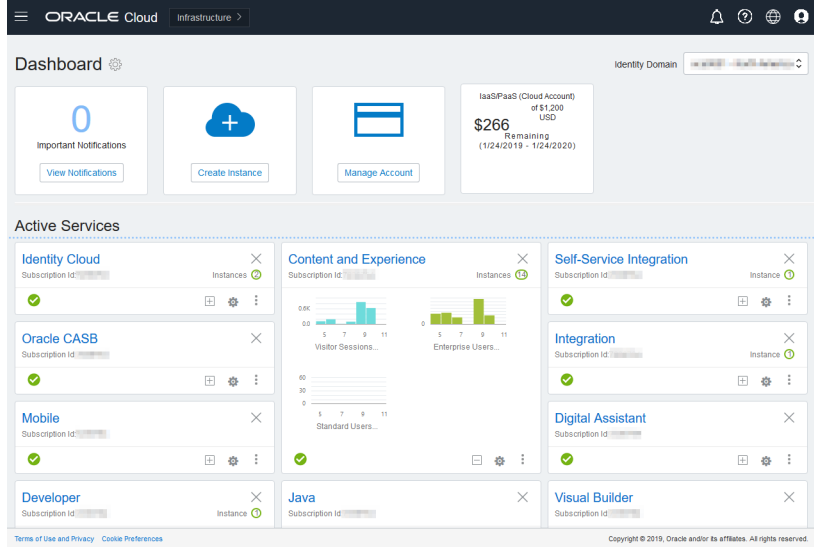 ORACLE Cloud Infrastructure >
Dashboard
Identity Domain
0
Important Notifications
View Notifications
Create Instance
Manage Account
IaaS/PaaS (Cloud Account)
of $1,200
USD
$266
Remaining
(1/24/2019 - 1/24/2020)
Active Services
Identity Cloud
Subscription Id:
Instances 2
Content and Experience
Subscription Id:
Instances 14
0.6K
0.0
5 7 9 11
Visitor Sessions...
0
5 7 9 11
Enterprise Users...
60
30
0
5 7 9 11
Standard Users...
Self-Service Integration
Subscription Id:
Instance 1
Oracle CASB
Subscription Id:
Integration
Subscription Id:
Instance 1
Mobile
Subscription Id:
Digital Assistant
Subscription Id:
Developer
Subscription Id:
Instance 1
Java
Subscription Id:
Visual Builder
Subscription Id:
Terms of Use and Privacy Cookie Preferences
Copyright © 2019, Oracle and/or its affiliates. All rights reserved.